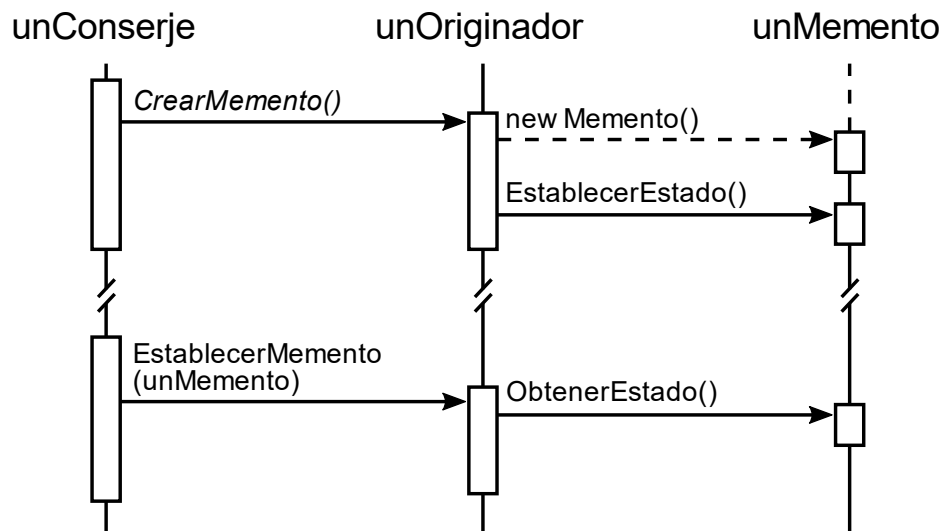 unConserje
unOriginador
unMemento
CrearMemento()
new Memento()
EstablecerEstado()
EstablecerMemento
(unMemento)
ObtenerEstado()